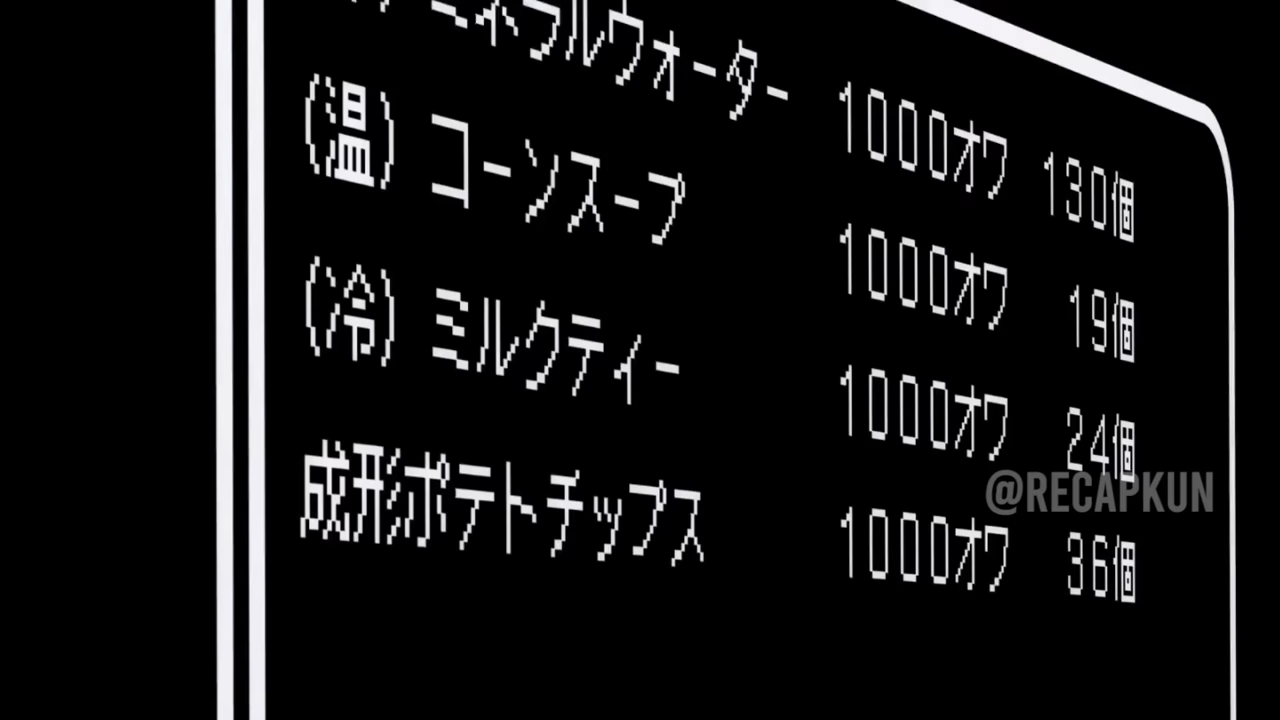 ミネラルウォーター 1000オワ 130個
(温) コーンスープ 1000オワ 19個
(冷) ミルクティー 1000オワ 24個
成形ポテトチップス 1000オワ 36個
@RECAPKUN